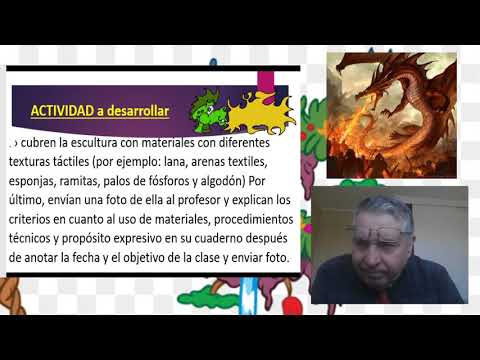 ACTIVIDAD a desarrollar
cubren la escultura con materiales con diferentes
texturas táctiles (por ejemplo: lana, arenas textiles,
esponjas, ramitas, palos de fósforos y algodón) Por
último, envían una foto de ella al profesor y explican los
criterios en cuanto al uso de materiales, procedimientos
técnicos y propósito expresivo en su cuaderno después
de anotar la fecha y el objetivo de la clase y enviar foto.